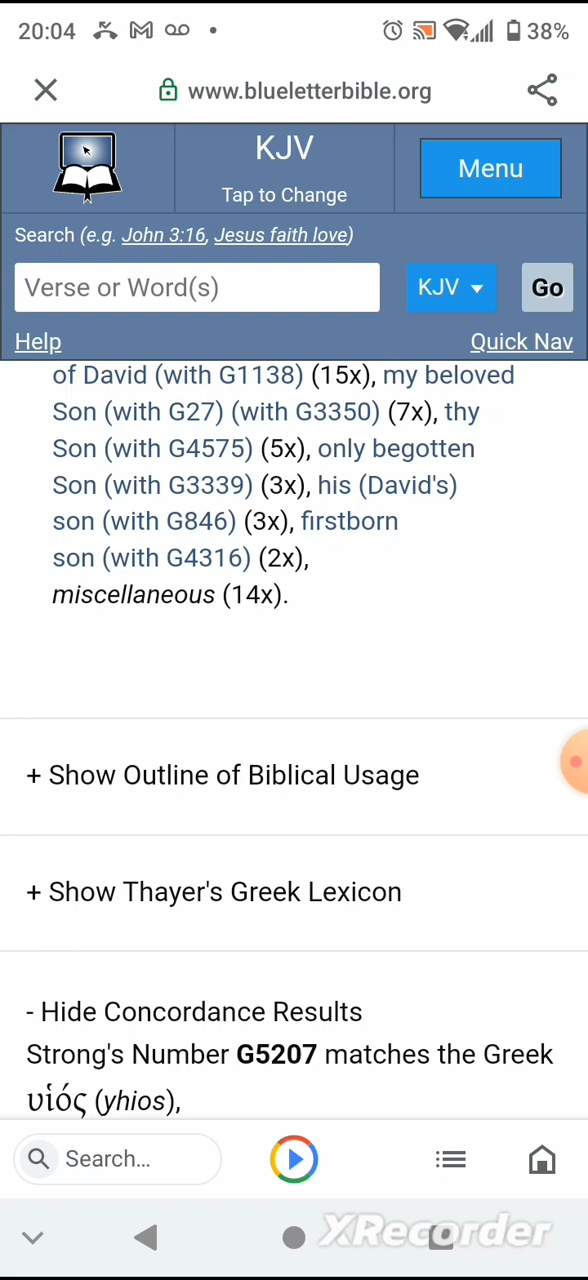 20:04 38%
www.blueletterbible.org
KJV
Tap to Change
Menu
Search (e.g. John 3:16, Jesus faith love)
Verse or Word(s) KJV Go
Help Quick Nav
of David (with G1138) (15x), my beloved
Son (with G27) (with G3350) (7x), thy
Son (with G4575) (5x), only begotten
Son (with G3339) (3x), his (David's)
son (with G846) (3x), firstborn
son (with G4316) (2x),
miscellaneous (14x).
+ Show Outline of Biblical Usage
+ Show Thayer's Greek Lexicon
- Hide Concordance Results
Strong's Number G5207 matches the Greek
υἱός (yhios),
Search...
XRecorder